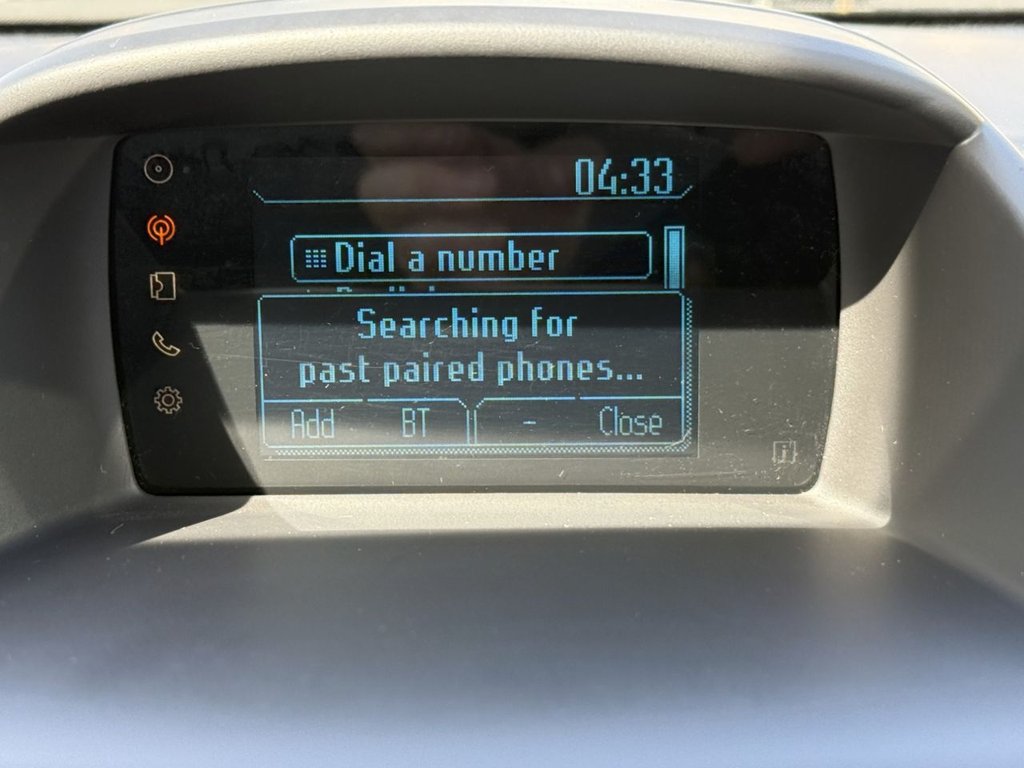 04:33
Dial a number
Searching for
past paired phones...
Add BT - Close